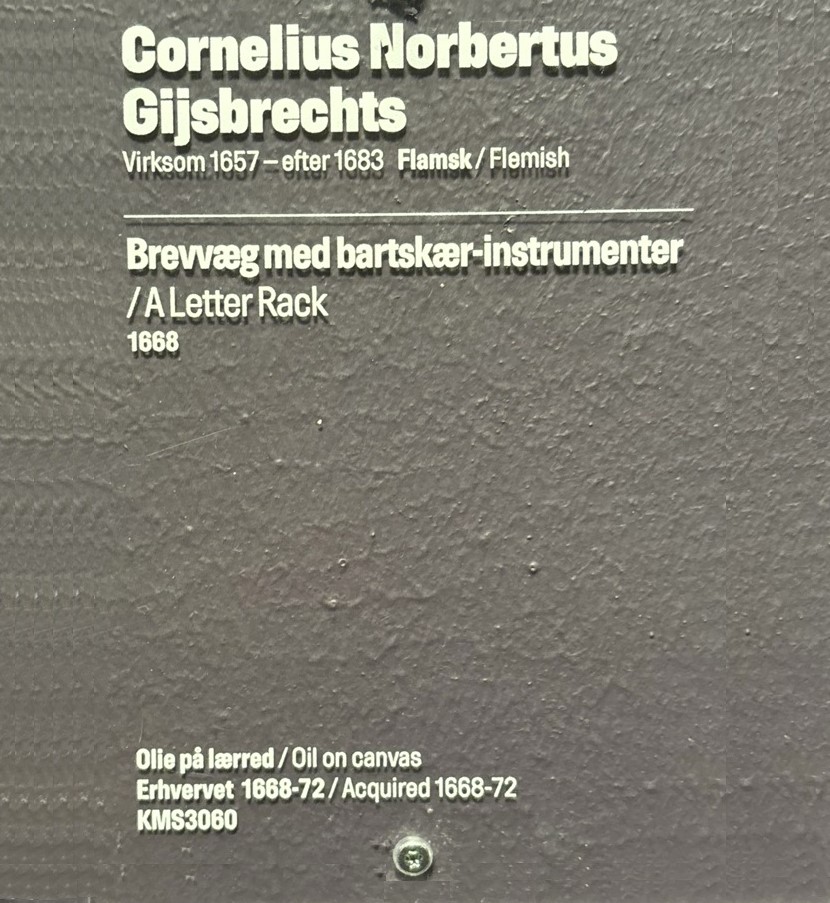 Cornelius Norbertus
Gijsbrechts
Virksom 1657 – efter 1683 Flamsk / Flemish
Brevvæg med bartskær-instrumenter
/ A Letter Rack
1668
Olie på lærred / Oil on canvas
Erhvervet 1668-72 / Acquired 1668-72
KMS3060